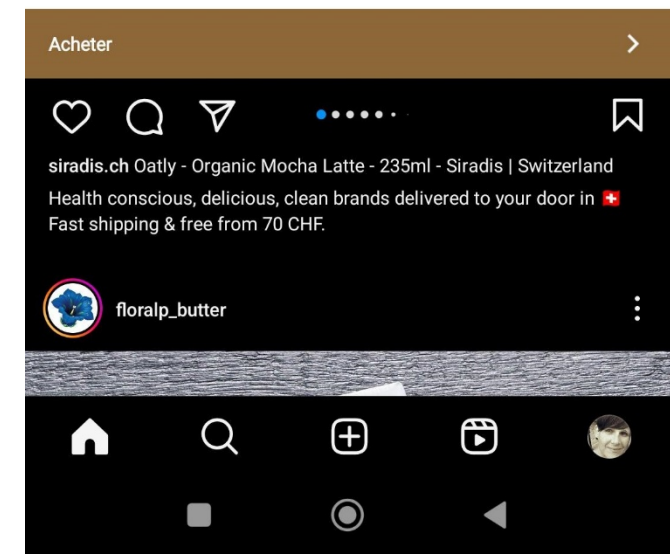 Acheter
siradis.ch Oatly - Organic Mocha Latte - 235ml - Siradis | Switzerland
Health conscious, delicious, clean brands delivered to your door in 🇨🇭
Fast shipping & free from 70 CHF.
floralp_butter